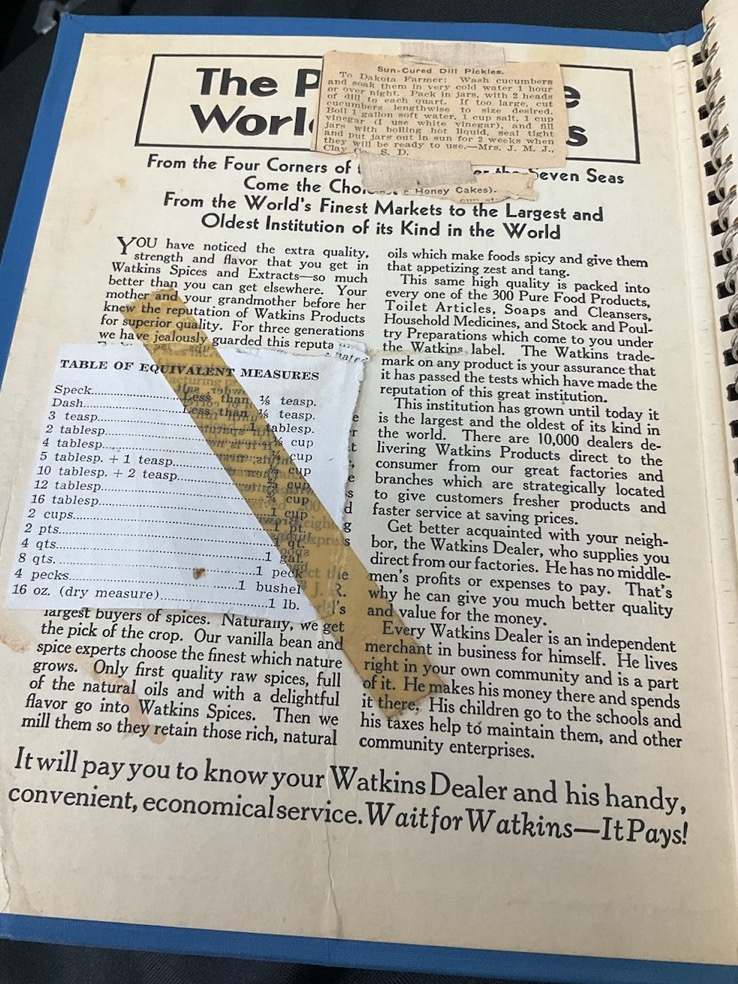 The P e
Worl s
Sun-Cured Dill Pickles.
To Dakota Farmer: Wash cucumbers
and soak them in very cold water 1 hour
or over night. Pack in jars, with 2 heads
of dill to each quart. If too large, cut
cucumbers lengthwise to size desired.
Boil 1 gallon soft water, 1 cup salt, 1 cup
vinegar (I use white vinegar), and fill
jars with boiling hot liquid, seal tight
and put jars out in sun for 2 weeks when
they will be ready to use.—Mrs. J. M. J.,
Clay Co., S. D.
Honey Cakes).
From the Four Corners of Seven Seas
Come the
From the World's Finest Markets to the Largest and
Oldest Institution of its Kind in the World
YOU have noticed the extra quality,
strength and flavor that you get in
Watkins Spices and Extracts—so much
better than you can get elsewhere. Your
mother and your grandmother before her
knew the reputation of Watkins Products
for superior quality. For three generations
we have jealously guarded this reputa
TABLE OF EQUIVALENT MEASURES
Speck..........Less than ⅛ teasp.
Dash..........Less than ⅛ teasp.
3 teasp..........1 tablesp.
2 tablesp.......... cup
4 tablesp.......... cup
5 tablesp. + 1 teasp.......... cup
10 tablesp. + 2 teasp.......... cup
12 tablesp.......... cup
16 tablesp..........1 cup
2 cups..........1 pt.
2 pts..........1 qt.
4 qts..........1 gal.
8 qts..........1 peck
4 pecks..........1 bushel
16 oz. (dry measure)..........1 lb.
the
J. R.
largest buyers of spices. Naturally, we get
the pick of the crop. Our vanilla bean and
spice experts choose the finest which nature
grows. Only first quality raw spices, full
of the natural oils and with a delightful
flavor go into Watkins Spices. Then we
mill them so they retain those rich, natural
oils which make foods spicy and give them
that appetizing zest and tang.
This same high quality is packed into
every one of the 300 Pure Food Products,
Toilet Articles, Soaps and Cleansers,
Household Medicines, and Stock and Poul-
try Preparations which come to you under
the Watkins label. The Watkins trade-
mark on any product is your assurance that
it has passed the tests which have made the
reputation of this great institution.
This institution has grown until today it
is the largest and the oldest of its kind in
the world. There are 10,000 dealers de-
livering Watkins Products direct to the
consumer from our great factories and
branches which are strategically located
to give customers fresher products and
faster service at saving prices.
Get better acquainted with your neigh-
bor, the Watkins Dealer, who supplies you
direct from our factories. He has no middle-
men's profits or expenses to pay. That's
why he can give you much better quality
and value for the money.
Every Watkins Dealer is an independent
merchant in business for himself. He lives
right in your own community and is a part
of it. He makes his money there and spends
it there. His children go to the schools and
his taxes help to maintain them, and other
community enterprises.
It will pay you to know your Watkins Dealer and his handy,
convenient, economical service. Wait for Watkins—It Pays!